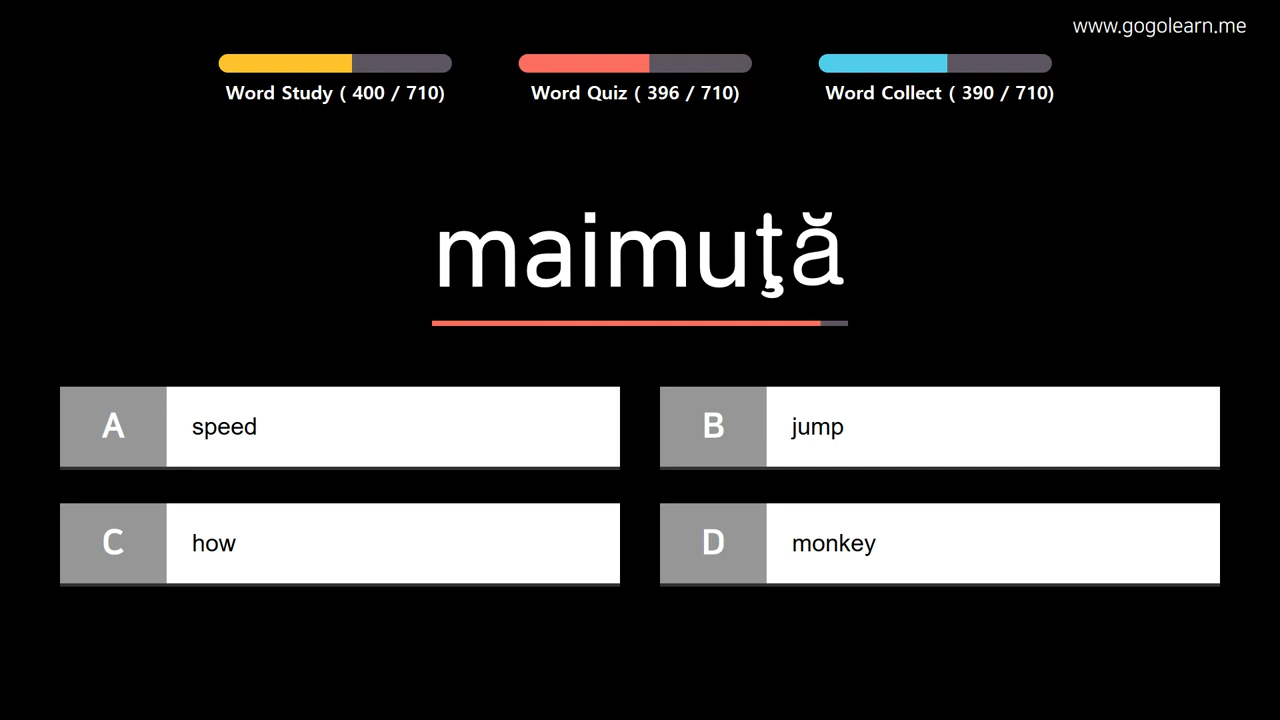 www.gogolearn.me
Word Study ( 400 / 710)
Word Quiz ( 396 / 710)
Word Collect ( 390 / 710)
maimuţă
A speed
B jump
C how
D monkey